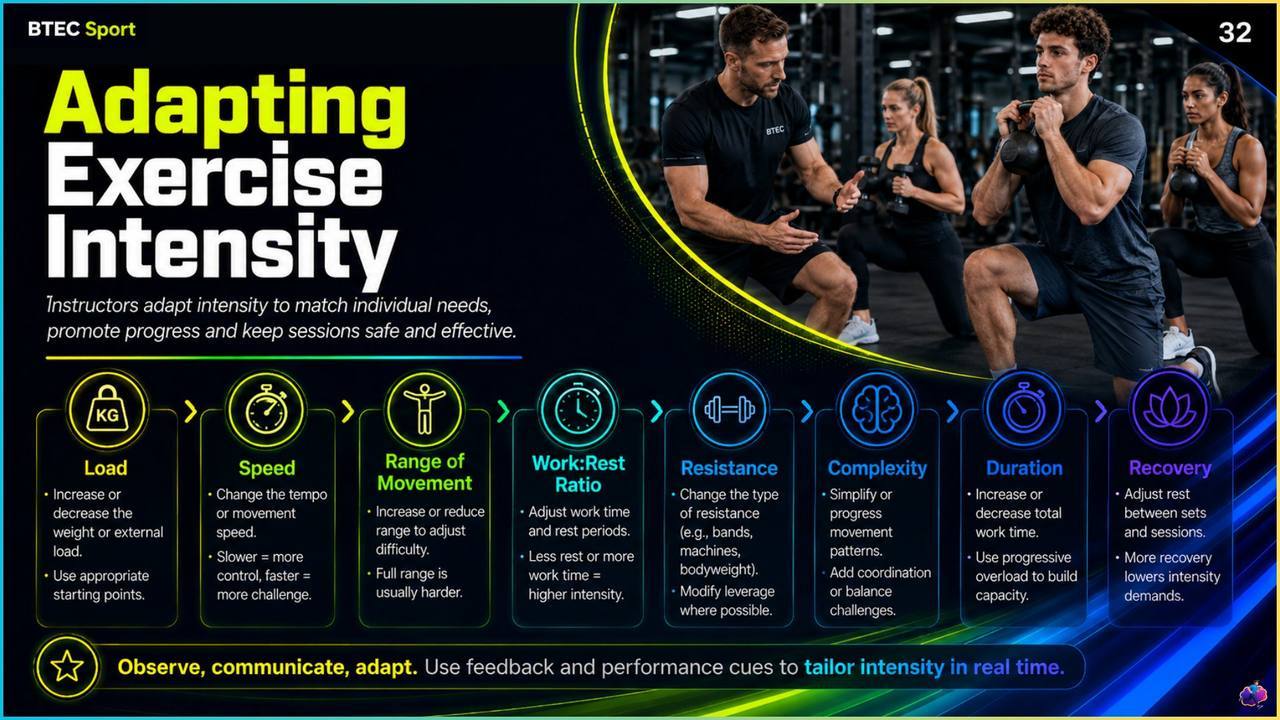 BTEC Sport
32
Adapting
Exercise
Intensity
Instructors adapt intensity to match individual needs,
promote progress and keep sessions safe and effective.
BTEC
KG
Load
• Increase or
decrease the
weight or external
load.
• Use appropriate
starting points.
Speed
• Change the tempo
or movement
speed.
• Slower = more
control, faster =
more challenge.
Range of
Movement
• Increase or reduce
range to adjust
difficulty.
• Full range is
usually harder.
Work:Rest
Ratio
• Adjust work time
and rest periods.
• Less rest or more
work time =
higher intensity.
Resistance
• Change the type
of resistance
(e.g., bands,
machines,
bodyweight).
• Modify leverage
where possible.
Complexity
• Simplify or
progress
movement
patterns.
• Add coordination
or balance
challenges.
Duration
• Increase or
decrease total
work time.
• Use progressive
overload to build
capacity.
Recovery
• Adjust rest
between sets
and sessions.
• More recovery
lowers intensity
demands.
Observe, communicate, adapt. Use feedback and performance cues to tailor intensity in real time.